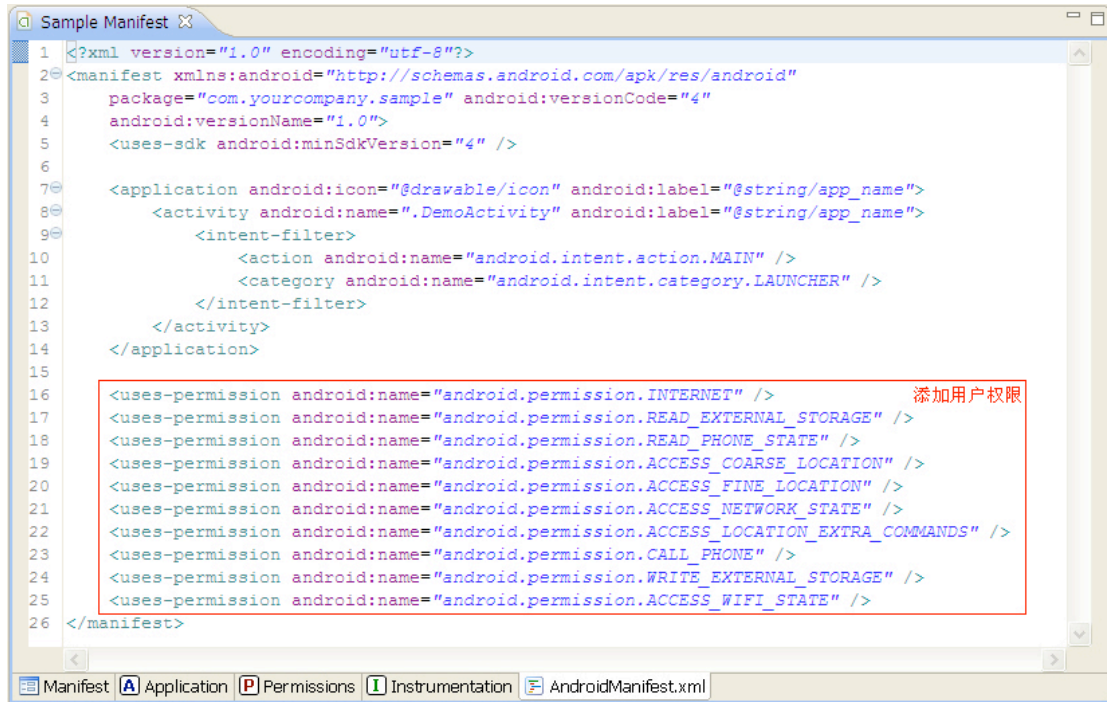 Sample Manifest
1 <?xml version="1.0" encoding="utf-8"?>
2 <manifest xmlns:android="http://schemas.android.com/apk/res/android"
3 package="com.yourcompany.sample" android:versionCode="4"
4 android:versionName="1.0">
5 <uses-sdk android:minSdkVersion="4" />
6
7 <application android:icon="@drawable/icon" android:label="@string/app_name">
8 <activity android:name=".DemoActivity" android:label="@string/app_name">
9 <intent-filter>
10 <action android:name="android.intent.action.MAIN" />
11 <category android:name="android.intent.category.LAUNCHER" />
12 </intent-filter>
13 </activity>
14 </application>
15
16 <uses-permission android:name="android.permission.INTERNET" /> 添加用户权限
17 <uses-permission android:name="android.permission.READ_EXTERNAL_STORAGE" />
18 <uses-permission android:name="android.permission.READ_PHONE_STATE" />
19 <uses-permission android:name="android.permission.ACCESS_COARSE_LOCATION" />
20 <uses-permission android:name="android.permission.ACCESS_FINE_LOCATION" />
21 <uses-permission android:name="android.permission.ACCESS_NETWORK_STATE" />
22 <uses-permission android:name="android.permission.ACCESS_LOCATION_EXTRA_COMMANDS" />
23 <uses-permission android:name="android.permission.CALL_PHONE" />
24 <uses-permission android:name="android.permission.WRITE_EXTERNAL_STORAGE" />
25 <uses-permission android:name="android.permission.ACCESS_WIFI_STATE" />
26 </manifest>
Manifest A Application P Permissions I Instrumentation AndroidManifest.xml